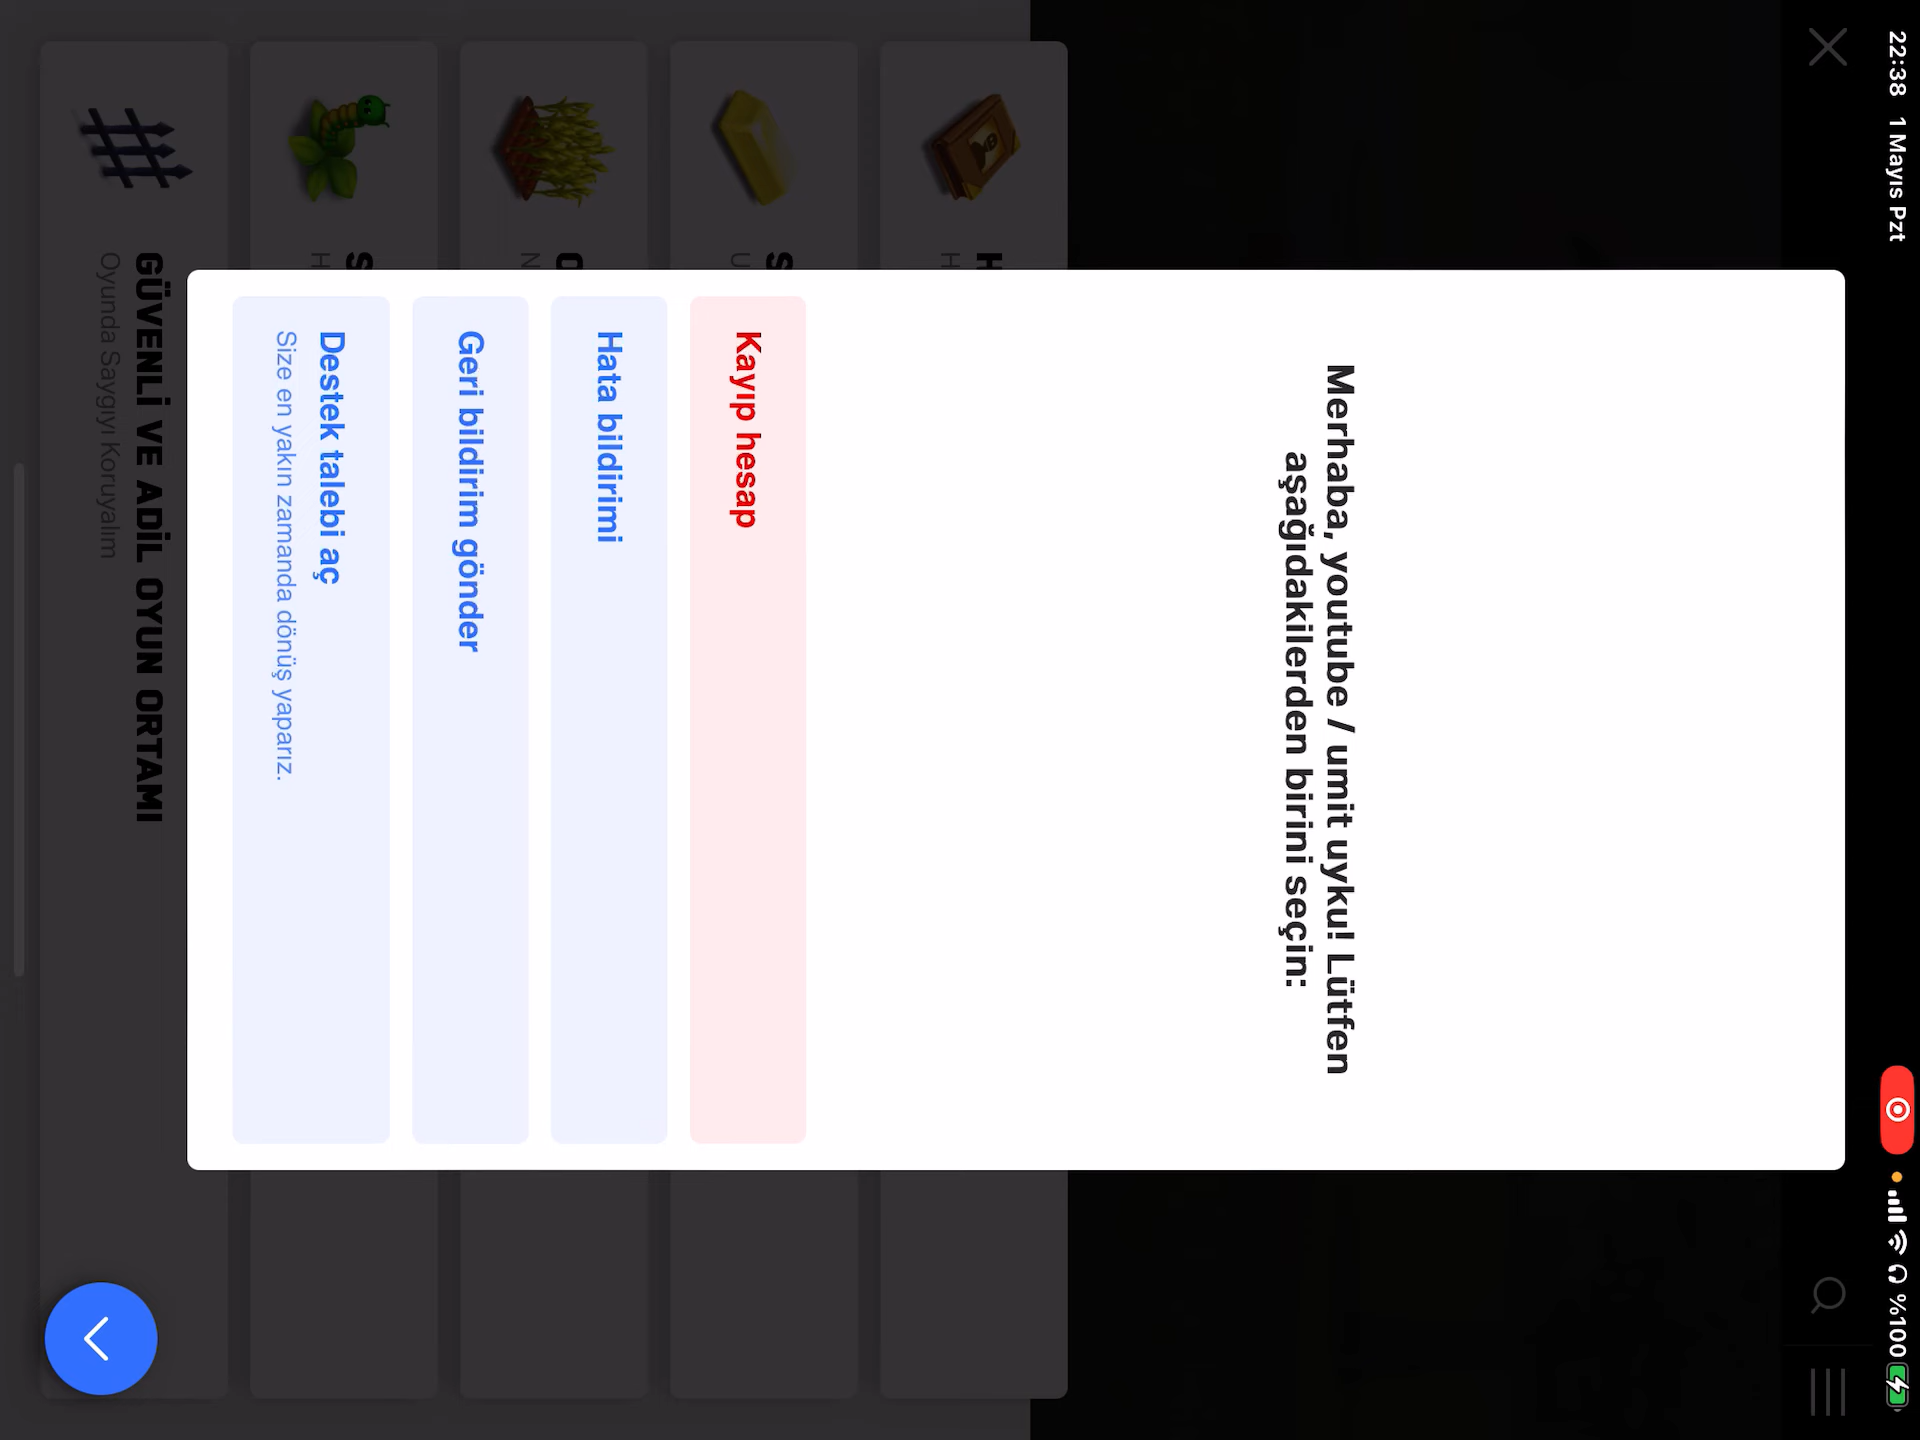 22:38 1 Mayıs Pzt
%100
Merhaba, youtube / umit uyku! Lütfen
aşağıdakilerden birini seçin:
Kayıp hesap
Hata bildirimi
Geri bildirim gönder
Destek talebi aç
Size en yakın zamanda dönüş yaparız.
H
H
S
U
O
N
S
H
GÜVENLİ VE ADİL OYUN ORTAMI
Oyunda Saygıyı Koruyalım